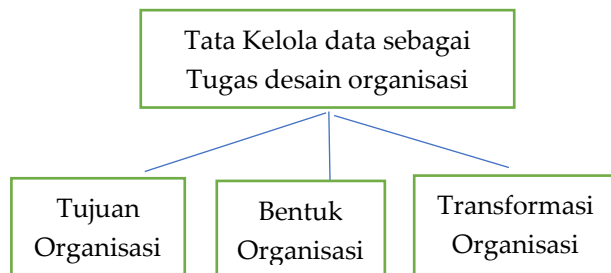 Tata Kelola data sebagai
Tugas desain organisasi
Tujuan
Organisasi
Bentuk
Organisasi
Transformasi
Organisasi